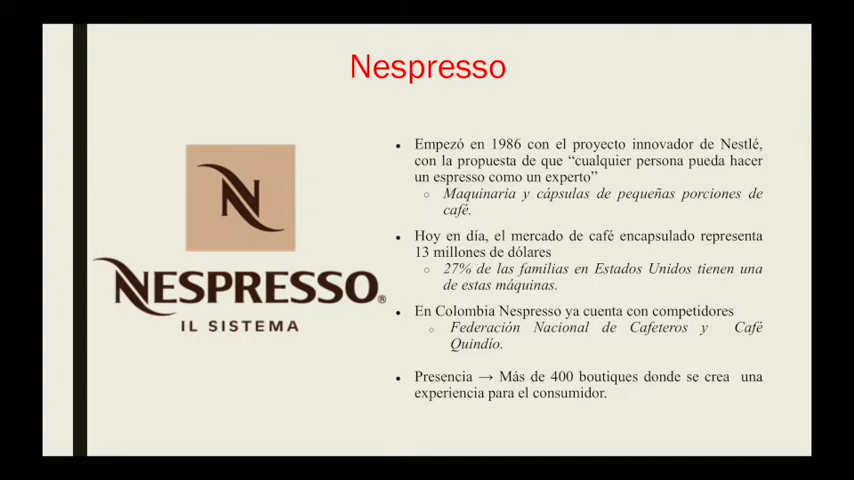 Nespresso
N
NESPRESSO®
IL SISTEMA
• Empezó en 1986 con el proyecto innovador de Nestlé,
con la propuesta de que “cualquier persona pueda hacer
un espresso como un experto”
○ Maquinaria y cápsulas de pequeñas porciones de
café.
• Hoy en día, el mercado de café encapsulado representa
13 millones de dólares
○ 27% de las familias en Estados Unidos tienen una
de estas máquinas.
• En Colombia Nespresso ya cuenta con competidores
○ Federación Nacional de Cafeteros y Café
Quindío.
• Presencia → Más de 400 boutiques donde se crea una
experiencia para el consumidor.